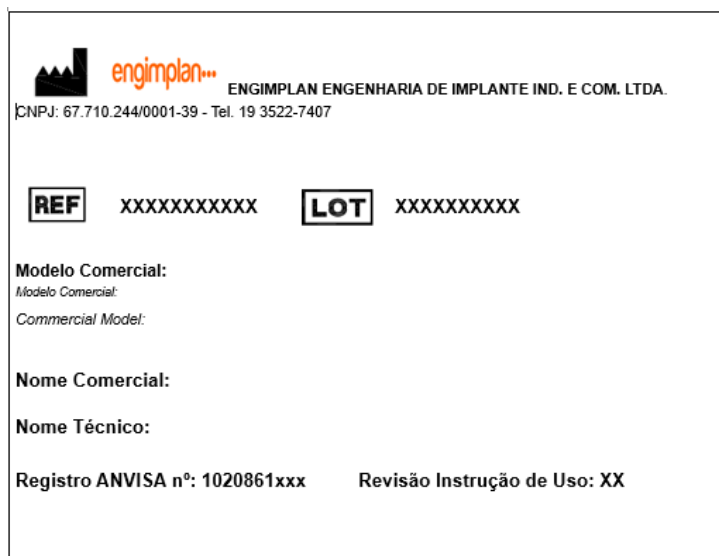 engimplan
ENGIMPLAN ENGENHARIA DE IMPLANTE IND. E COM. LTDA.
CNPJ: 67.710.244/0001-39 - Tel. 19 3522-7407
REF XXXXXXXXXXX LOT XXXXXXXXXX
Modelo Comercial:
Modelo Comercial:
Commercial Model:
Nome Comercial:
Nome Técnico:
Registro ANVISA nº: 1020861xxx Revisão Instrução de Uso: XX